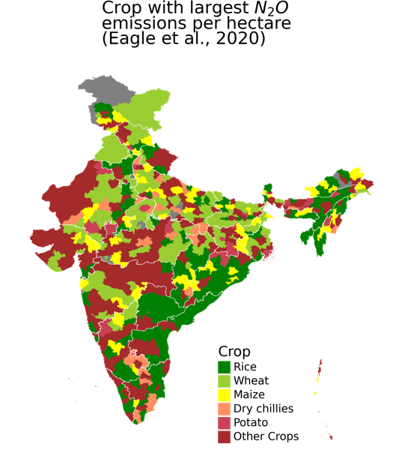 Crop with largest N₂O
emissions per hectare
(Eagle et al., 2020)
Crop
Rice
Wheat
Maize
Dry chillies
Potato
Other Crops